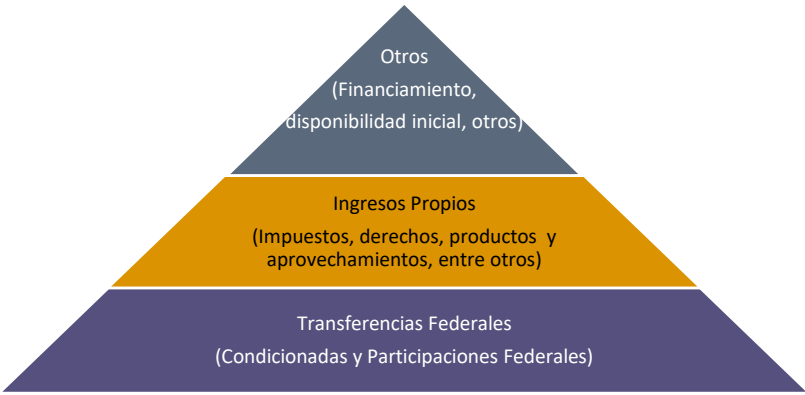 Otros
(Financiamiento,
disponibilidad inicial, otros)
Ingresos Propios
(Impuestos, derechos, productos y
aprovechamientos, entre otros)
Transferencias Federales
(Condicionadas y Participaciones Federales)